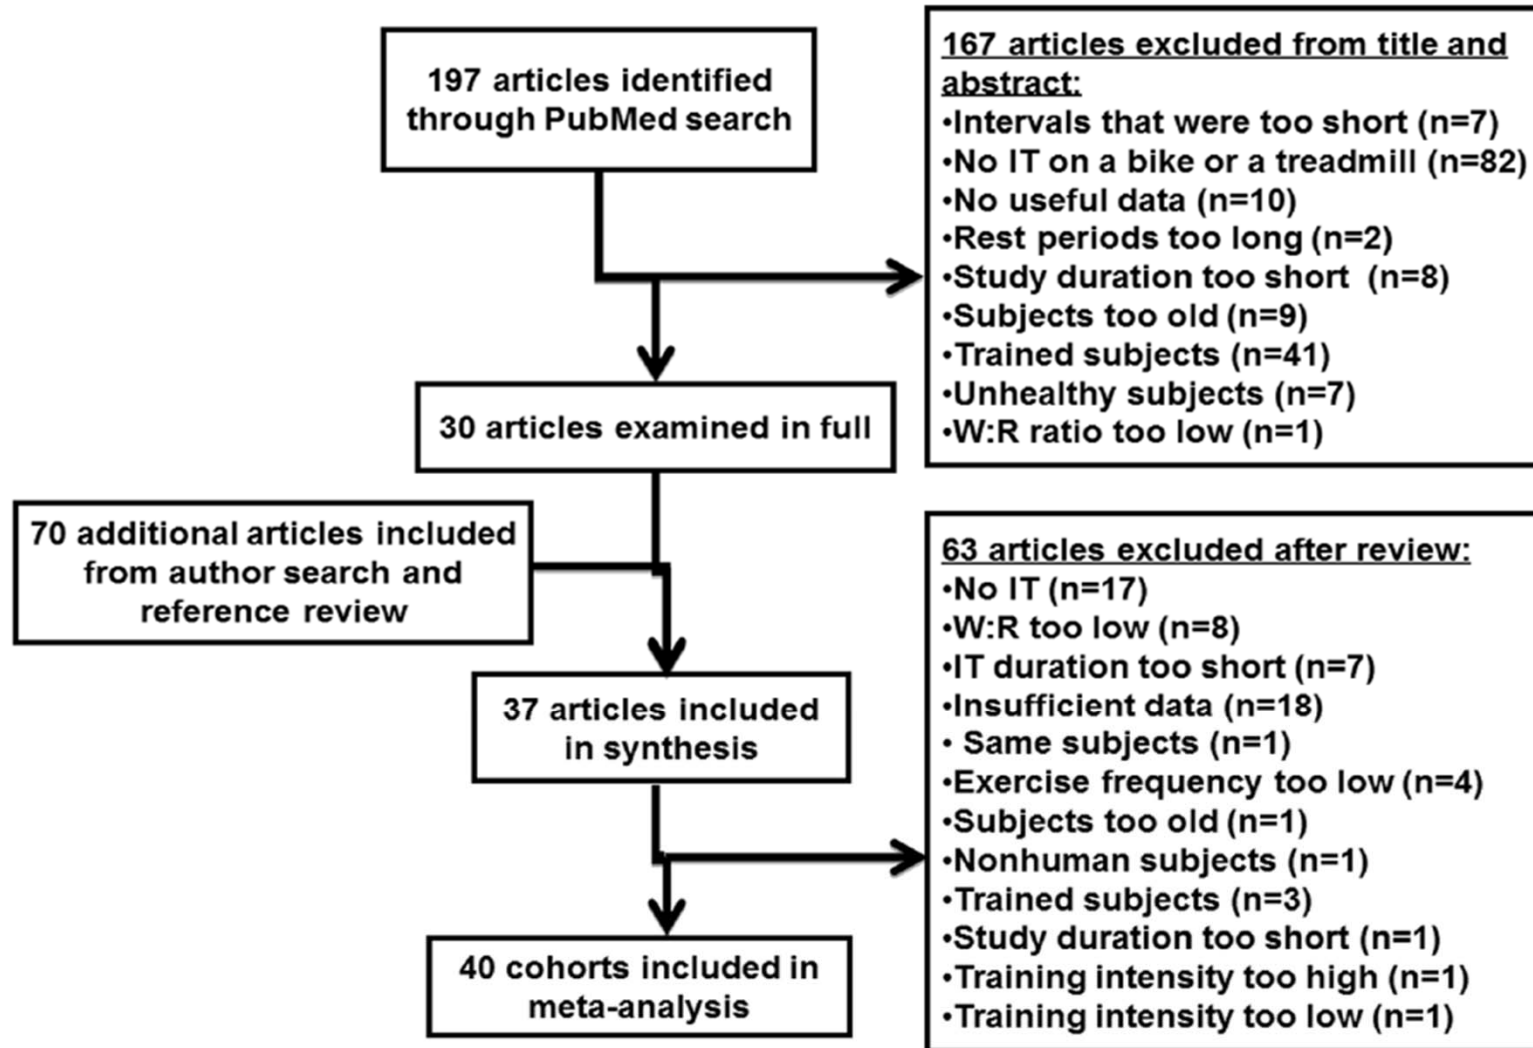 197 articles identified
through PubMed search
167 articles excluded from title and
abstract:
•Intervals that were too short (n=7)
•No IT on a bike or a treadmill (n=82)
•No useful data (n=10)
•Rest periods too long (n=2)
•Study duration too short  (n=8)
•Subjects too old (n=9)
•Trained subjects (n=41)
•Unhealthy subjects (n=7)
•W:R ratio too low (n=1)
30 articles examined in full
70 additional articles included
from author search and
reference review
37 articles included
in synthesis
63 articles excluded after review:
•No IT (n=17)
•W:R too low (n=8)
•IT duration too short (n=7)
•Insufficient data (n=18)
• Same subjects (n=1)
•Exercise frequency too low (n=4)
•Subjects too old (n=1)
•Nonhuman subjects (n=1)
•Trained subjects (n=3)
•Study duration too short (n=1)
•Training intensity too high (n=1)
•Training intensity too low (n=1)
40 cohorts included in
meta-analysis